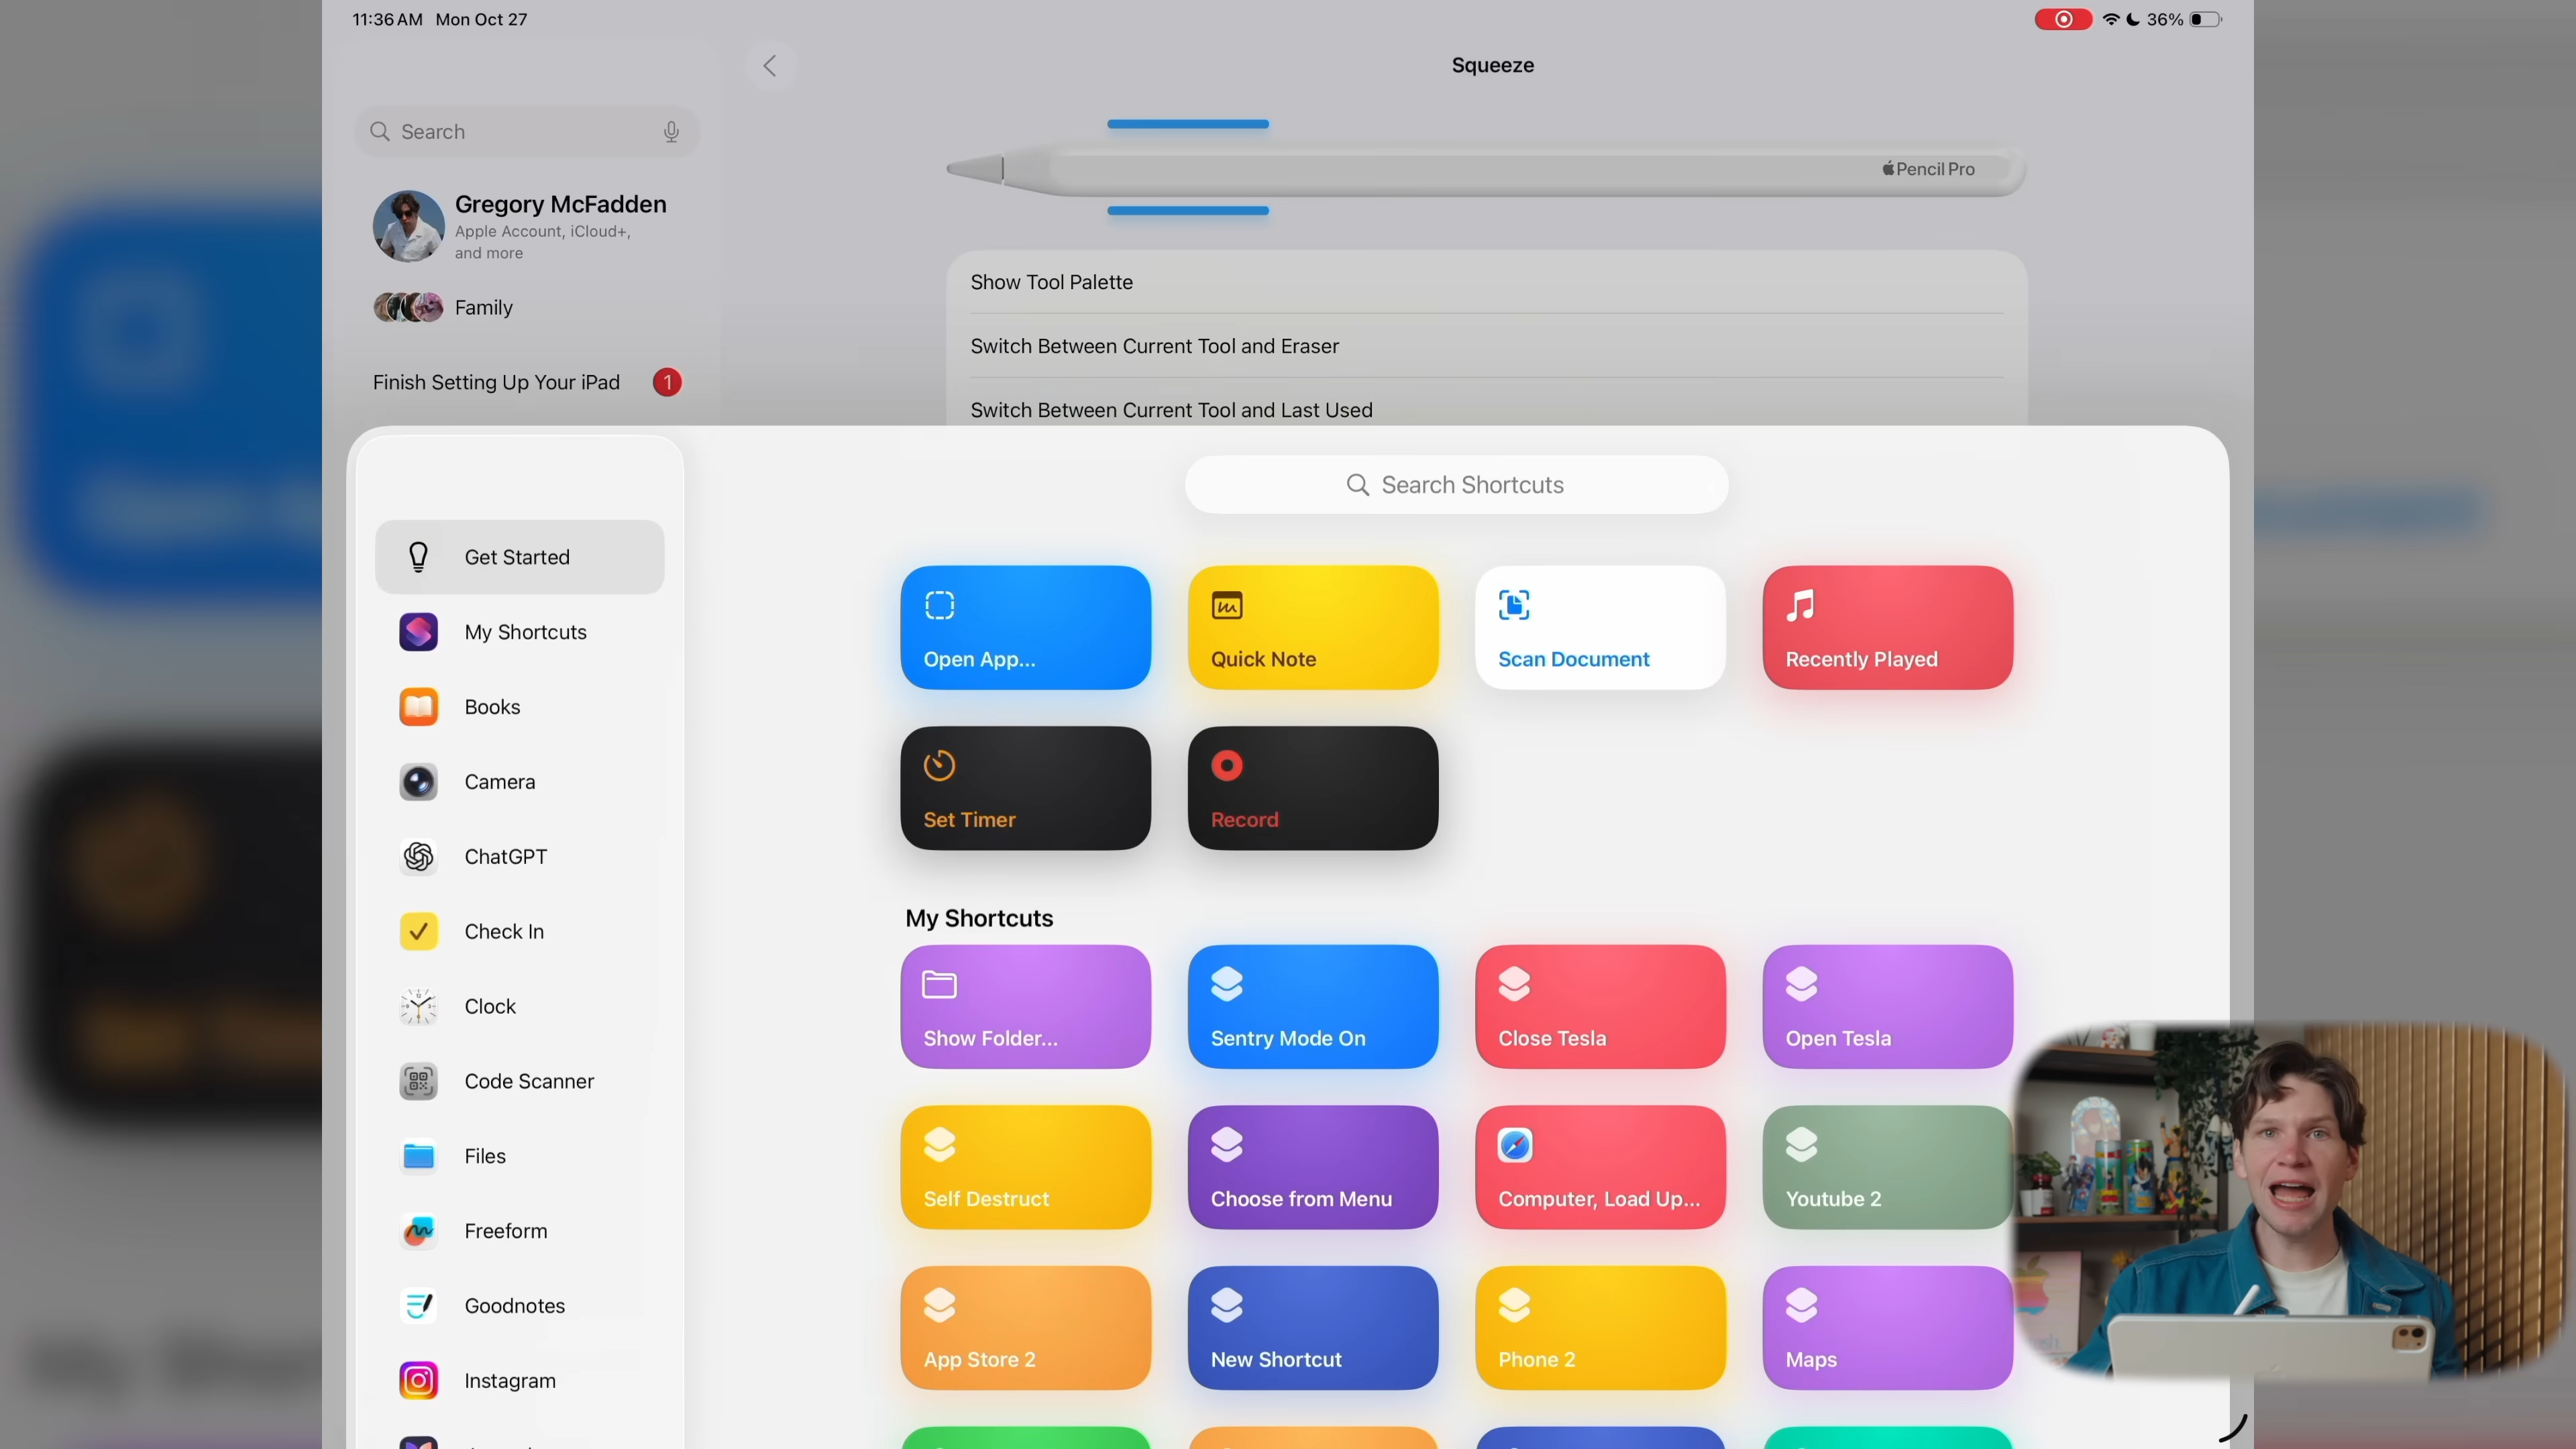 11:36 AM Mon Oct 27
36%
Squeeze
Search
Pencil Pro
Gregory McFadden
Apple Account, iCloud+,
and more
Family
Finish Setting Up Your iPad
1
Show Tool Palette
Switch Between Current Tool and Eraser
Switch Between Current Tool and Last Used
Search Shortcuts
Get Started
My Shortcuts
Books
Camera
ChatGPT
Check In
Clock
Code Scanner
Files
Freeform
Goodnotes
Instagram
Open App...
Quick Note
Scan Document
Recently Played
Set Timer
Record
My Shortcuts
Show Folder...
Sentry Mode On
Close Tesla
Open Tesla
Self Destruct
Choose from Menu
Computer, Load Up...
Youtube 2
App Store 2
New Shortcut
Phone 2
Maps